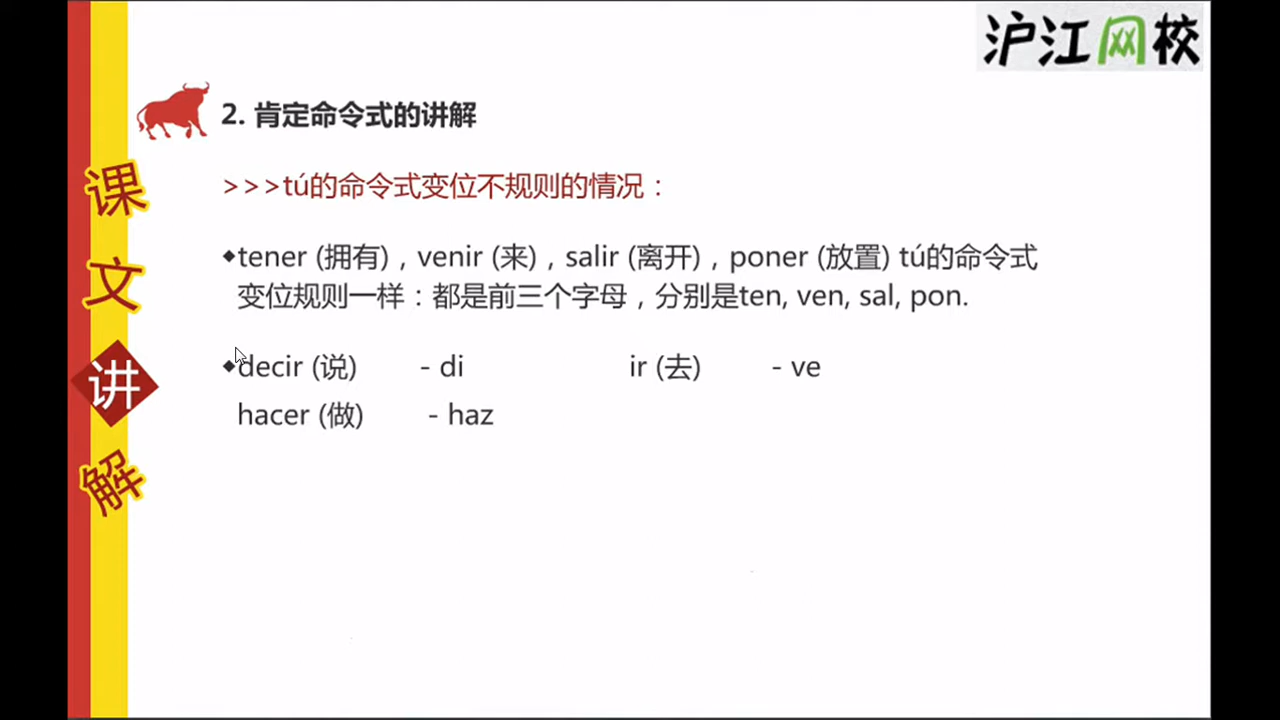 沪江网校
2. 肯定命令式的讲解
>>>tú的命令式变位不规则的情况：
◆tener (拥有)，venir (来)，salir (离开)，poner (放置) tú的命令式
变位规则一样：都是前三个字母，分别是ten, ven, sal, pon.
◆decir (说) - di ir (去) - ve
hacer (做) - haz
课
文
讲
解